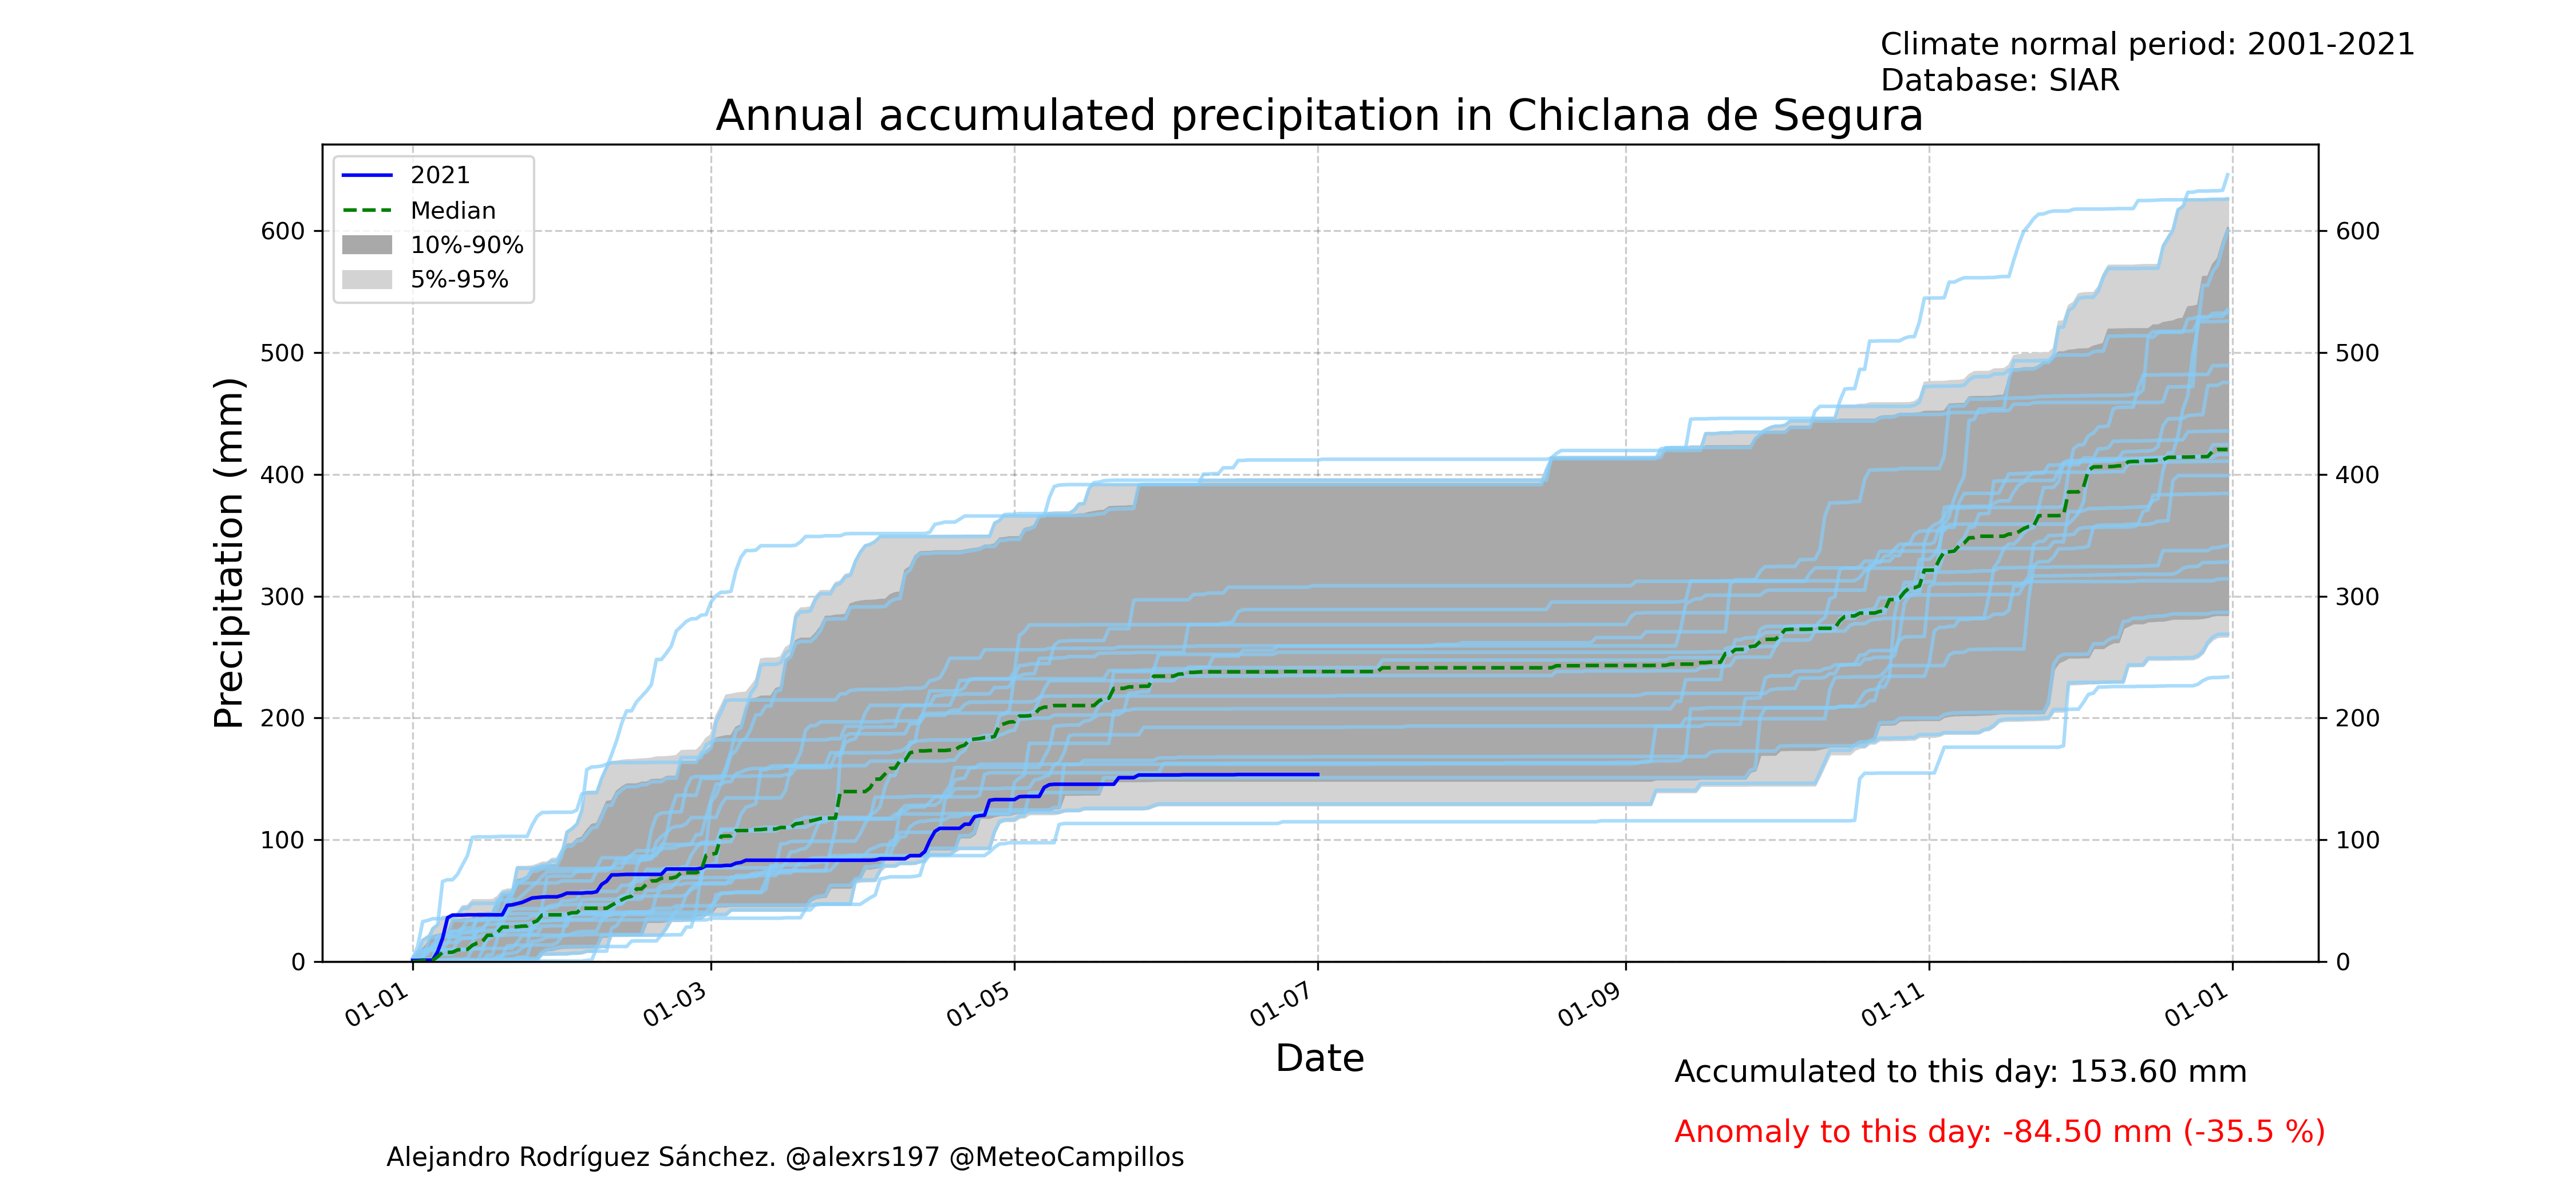 Climate normal period: 2001-2021
Database: SIAR
Annual accumulated precipitation in Chiclana de Segura
2021
Median
10%-90%
5%-95%
Precipitation (mm)
600
500
400
300
200
100
0
600
500
400
300
200
100
0
01-01
01-03
01-05
01-07
01-09
01-11
01-01
Date
Accumulated to this day: 153.60 mm
Anomaly to this day: -84.50 mm (-35.5 %)
Alejandro Rodríguez Sánchez. @alexrs197 @MeteoCampillos